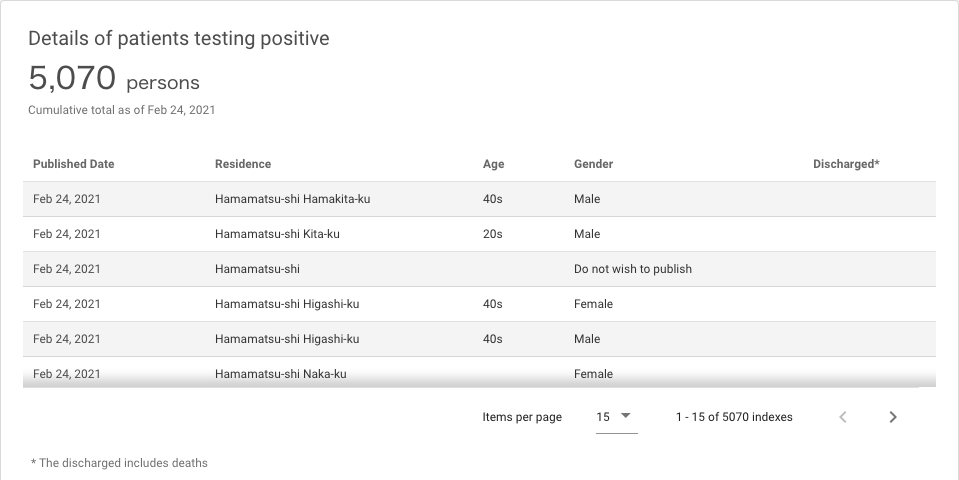 Details of patients testing positive
5,070 persons
Cumulative total as of Feb 24, 2021
Published Date Residence Age Gender Discharged*
Feb 24, 2021 Hamamatsu-shi Hamakita-ku 40s Male
Feb 24, 2021 Hamamatsu-shi Kita-ku 20s Male
Feb 24, 2021 Hamamatsu-shi Do not wish to publish
Feb 24, 2021 Hamamatsu-shi Higashi-ku 40s Female
Feb 24, 2021 Hamamatsu-shi Higashi-ku 40s Male
Feb 24, 2021 Hamamatsu-shi Naka-ku Female
Items per page 15 1 - 15 of 5070 indexes
* The discharged includes deaths